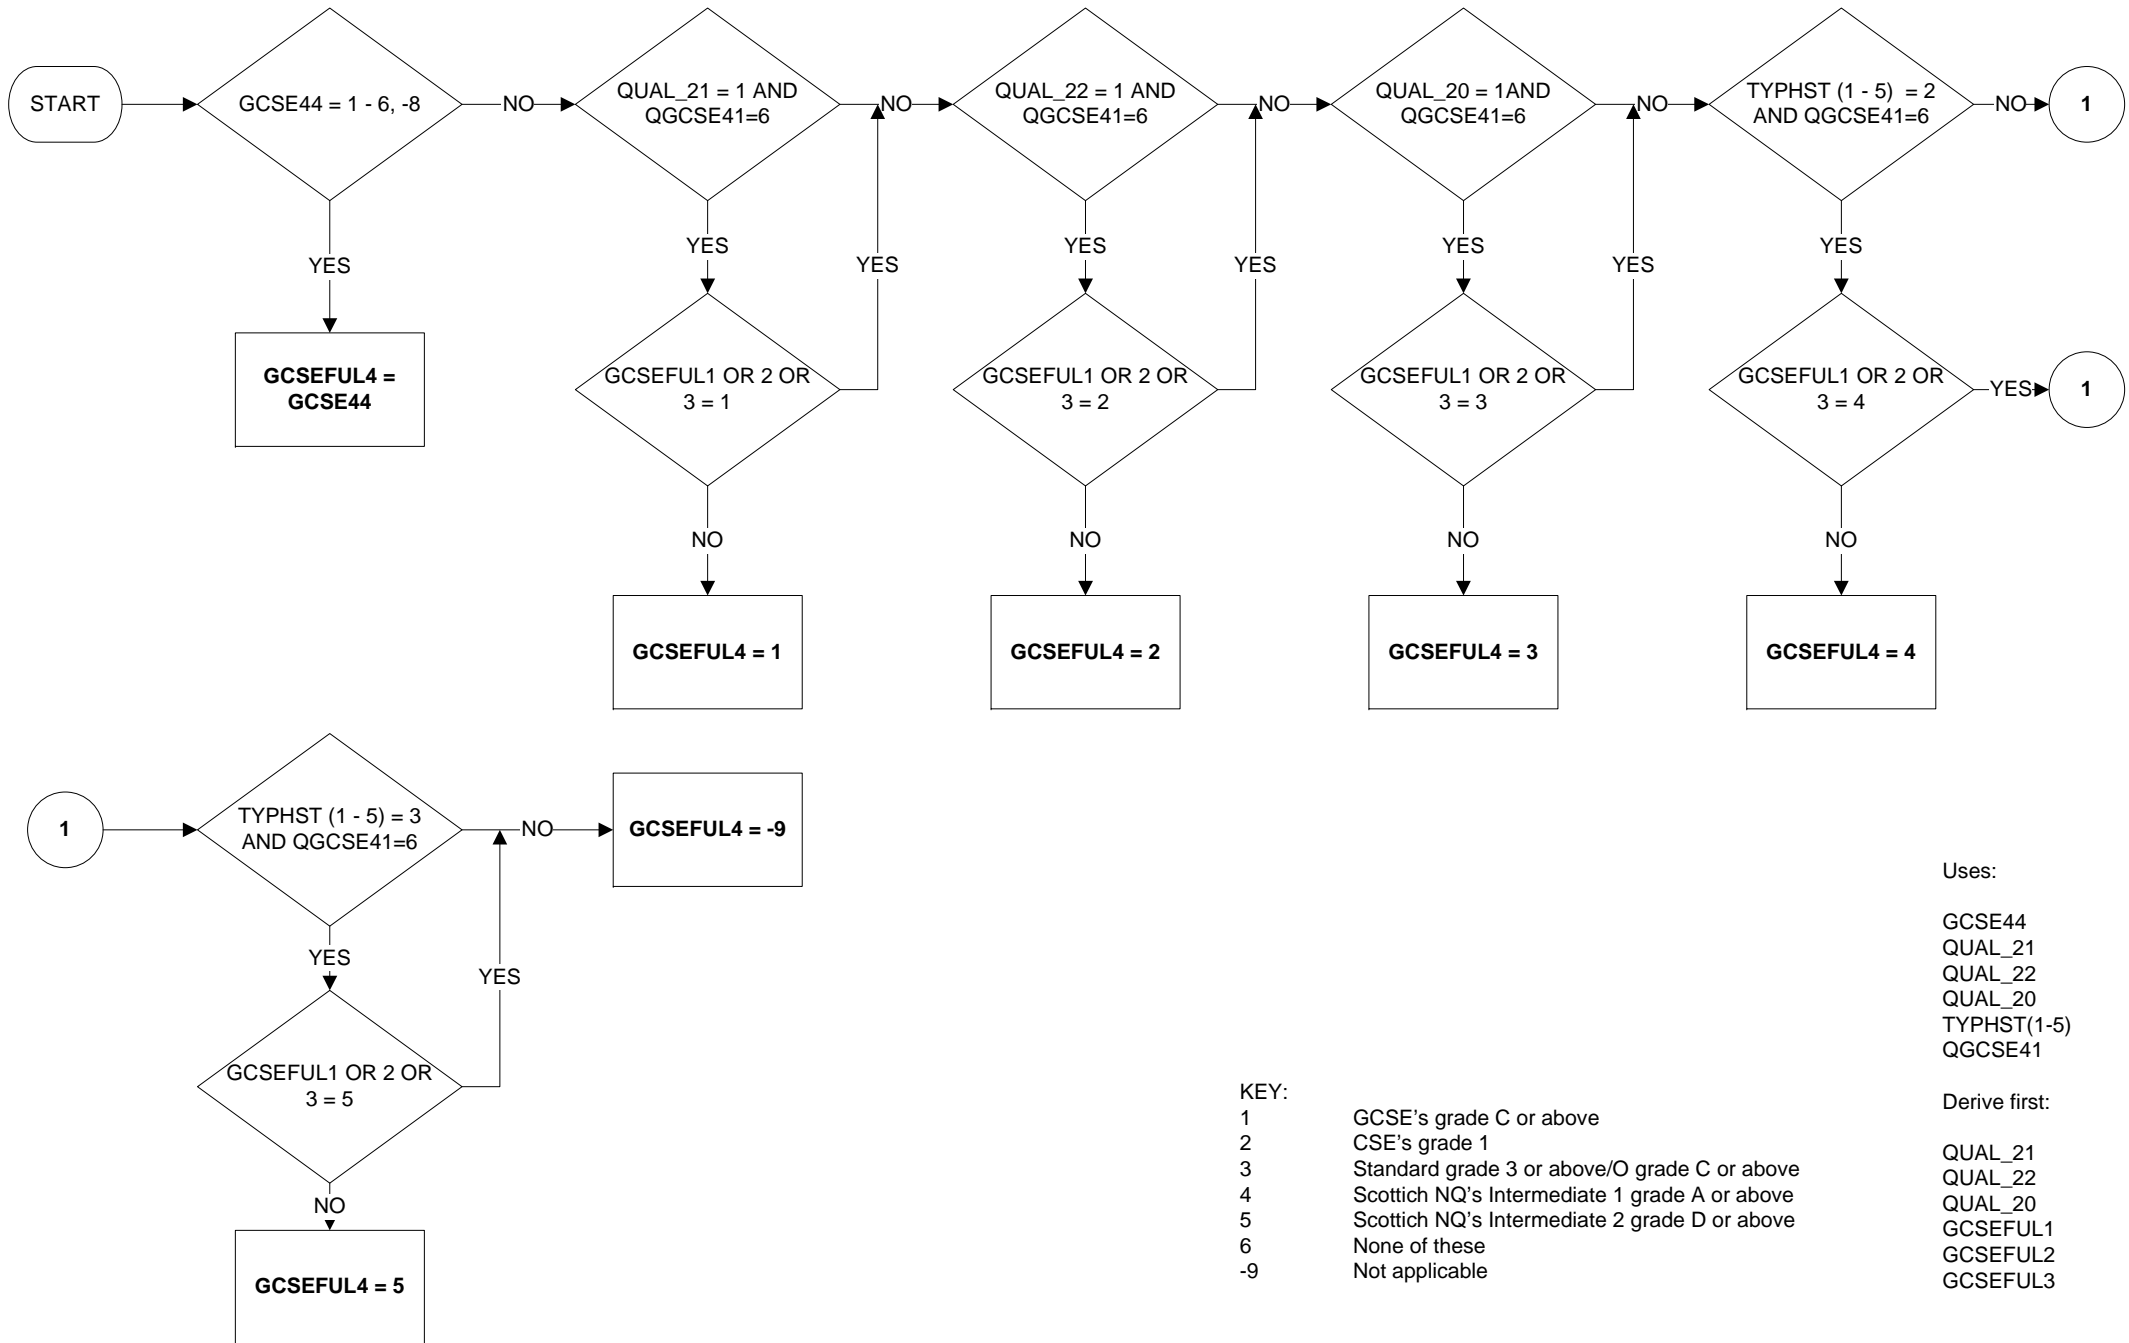 START
GCSE44 = 1 - 6, -8
NO
QUAL_21 = 1 AND
QGCSE41=6
NO
QUAL_22 = 1 AND
QGCSE41=6
NO
QUAL_20 = 1AND
QGCSE41=6
NO
TYPHST (1 - 5)  = 2
AND QGCSE41=6
NO
1
YES
YES
YES
YES
YES
YES
YES
YES
GCSEFUL4 =
GCSE44
GCSEFUL1 OR 2 OR
3 = 1
GCSEFUL1 OR 2 OR
3 = 2
GCSEFUL1 OR 2 OR
3 = 3
GCSEFUL1 OR 2 OR
3 = 4
YES
1
NO
NO
NO
NO
GCSEFUL4 = 1
GCSEFUL4 = 2
GCSEFUL4 = 3
GCSEFUL4 = 4
1
TYPHST (1 - 5) = 3
AND QGCSE41=6
NO
GCSEFUL4 = -9
YES
YES
GCSEFUL1 OR 2 OR
3 = 5
NO
GCSEFUL4 = 5
KEY:
1 GCSE’s grade C or above
2 CSE’s grade 1
3 Standard grade 3 or above/O grade C or above
4 Scottich NQ’s Intermediate 1 grade A or above
5 Scottich NQ’s Intermediate 2 grade D or above
6 None of these
-9 Not applicable
Uses:
GCSE44
QUAL_21
QUAL_22
QUAL_20
TYPHST(1-5)
QGCSE41
Derive first:
QUAL_21
QUAL_22
QUAL_20
GCSEFUL1
GCSEFUL2
GCSEFUL3